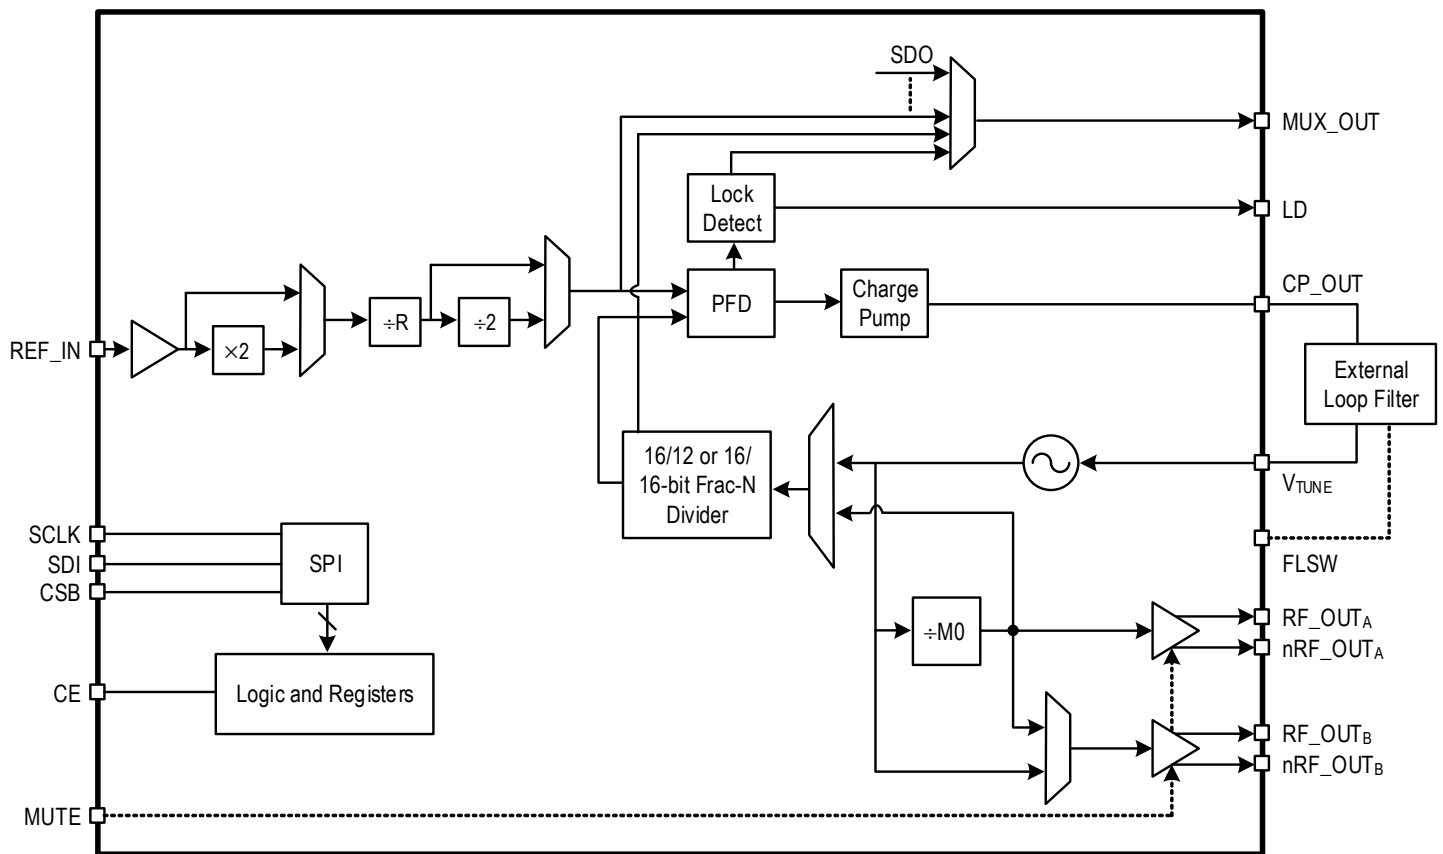 SDO
MUX_OUT
Lock
Detect
LD
CP_OUT
PFD
Charge
Pump
÷R
÷2
×2
REF_IN
External
Loop Filter
16/12 or 16/
16-bit Frac-N
Divider
VTUNE
SCLK
SDI
CSB
SPI
FLSW
÷M0
RF_OUTA
nRF_OUTA
CE
Logic and Registers
RF_OUTB
nRF_OUTB
MUTE